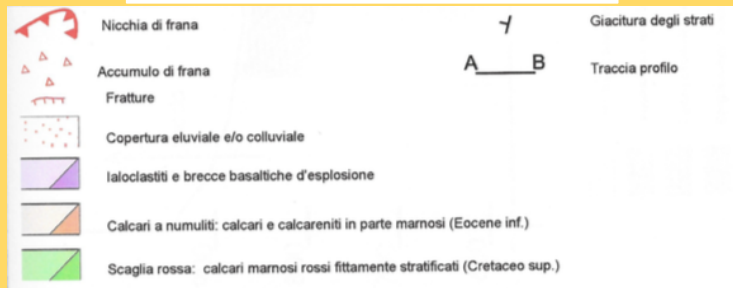 Nicchia di frana
Giacitura degli strati
Accumulo di frana
A B
Traccia profilo
Fratture
Copertura eluviale e/o colluviale
Ialoclastiti e brecce basaltiche d'esplosione
Calcari a numuliti: calcari e calcareniti in parte marnosi (Eocene inf.)
Scaglia rossa: calcari marnosi rossi fittamente stratificati (Cretaceo sup.)